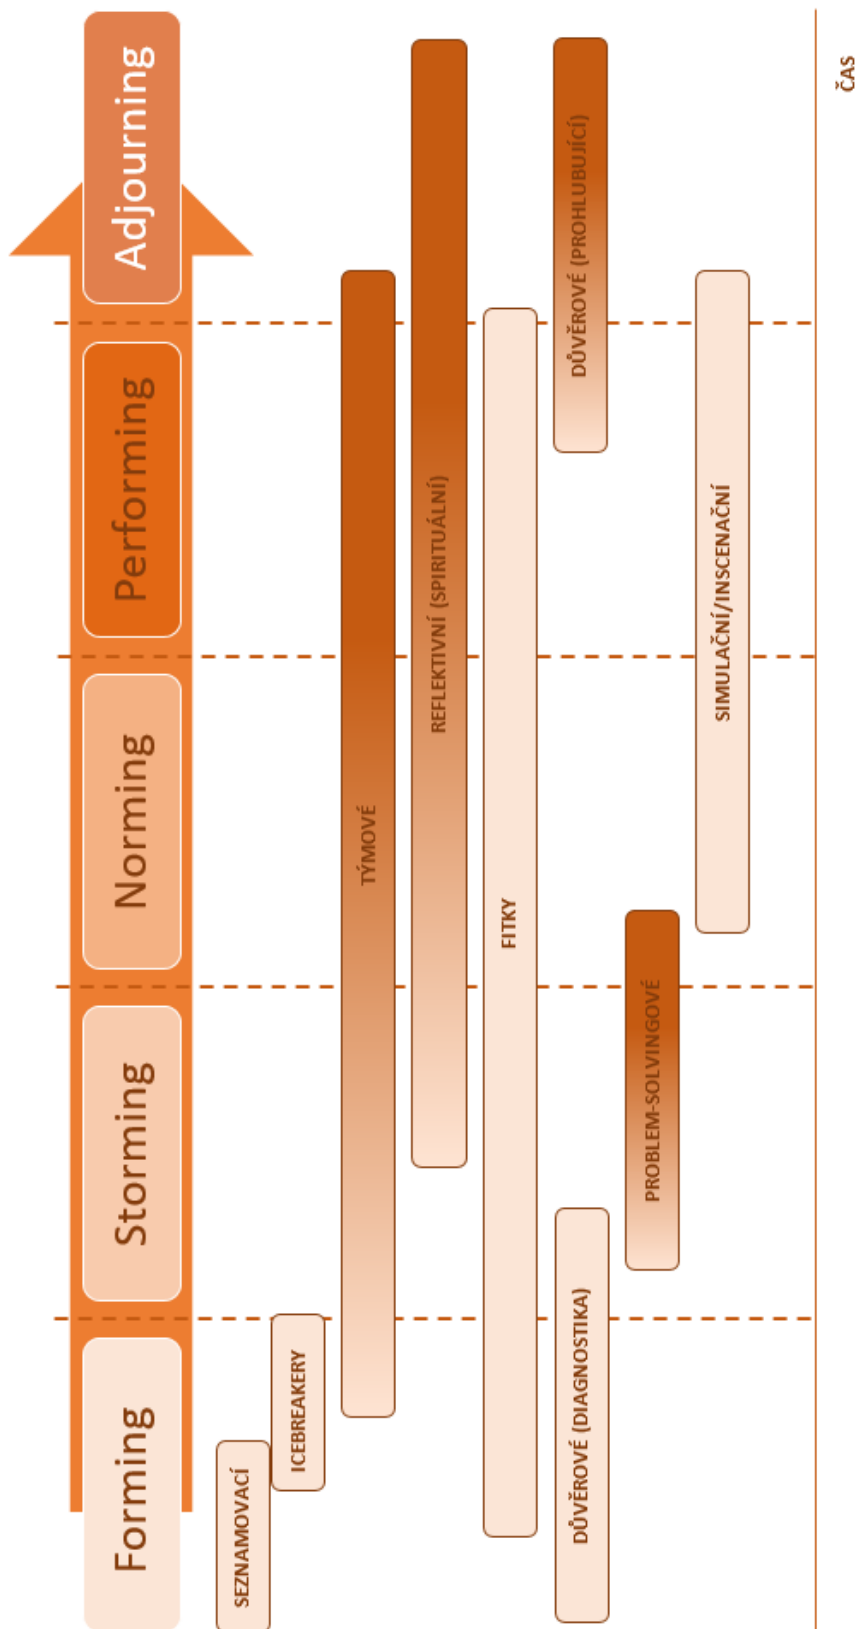 Adjourning
Performing
Norming
Storming
Forming
SEZNAMOVACÍ
ICEBREAKERY
TÝMOVÉ
REFLEKTIVNÍ (SPIRITUÁLNÍ)
FITKY
DŮVĚROVÉ (PROHLUBUJÍCÍ)
DŮVĚROVÉ (DIAGNOSTIKA)
PROBLEM-SOLVINGOVÉ
SIMULAČNÍ/INSCENAČNÍ
ČAS